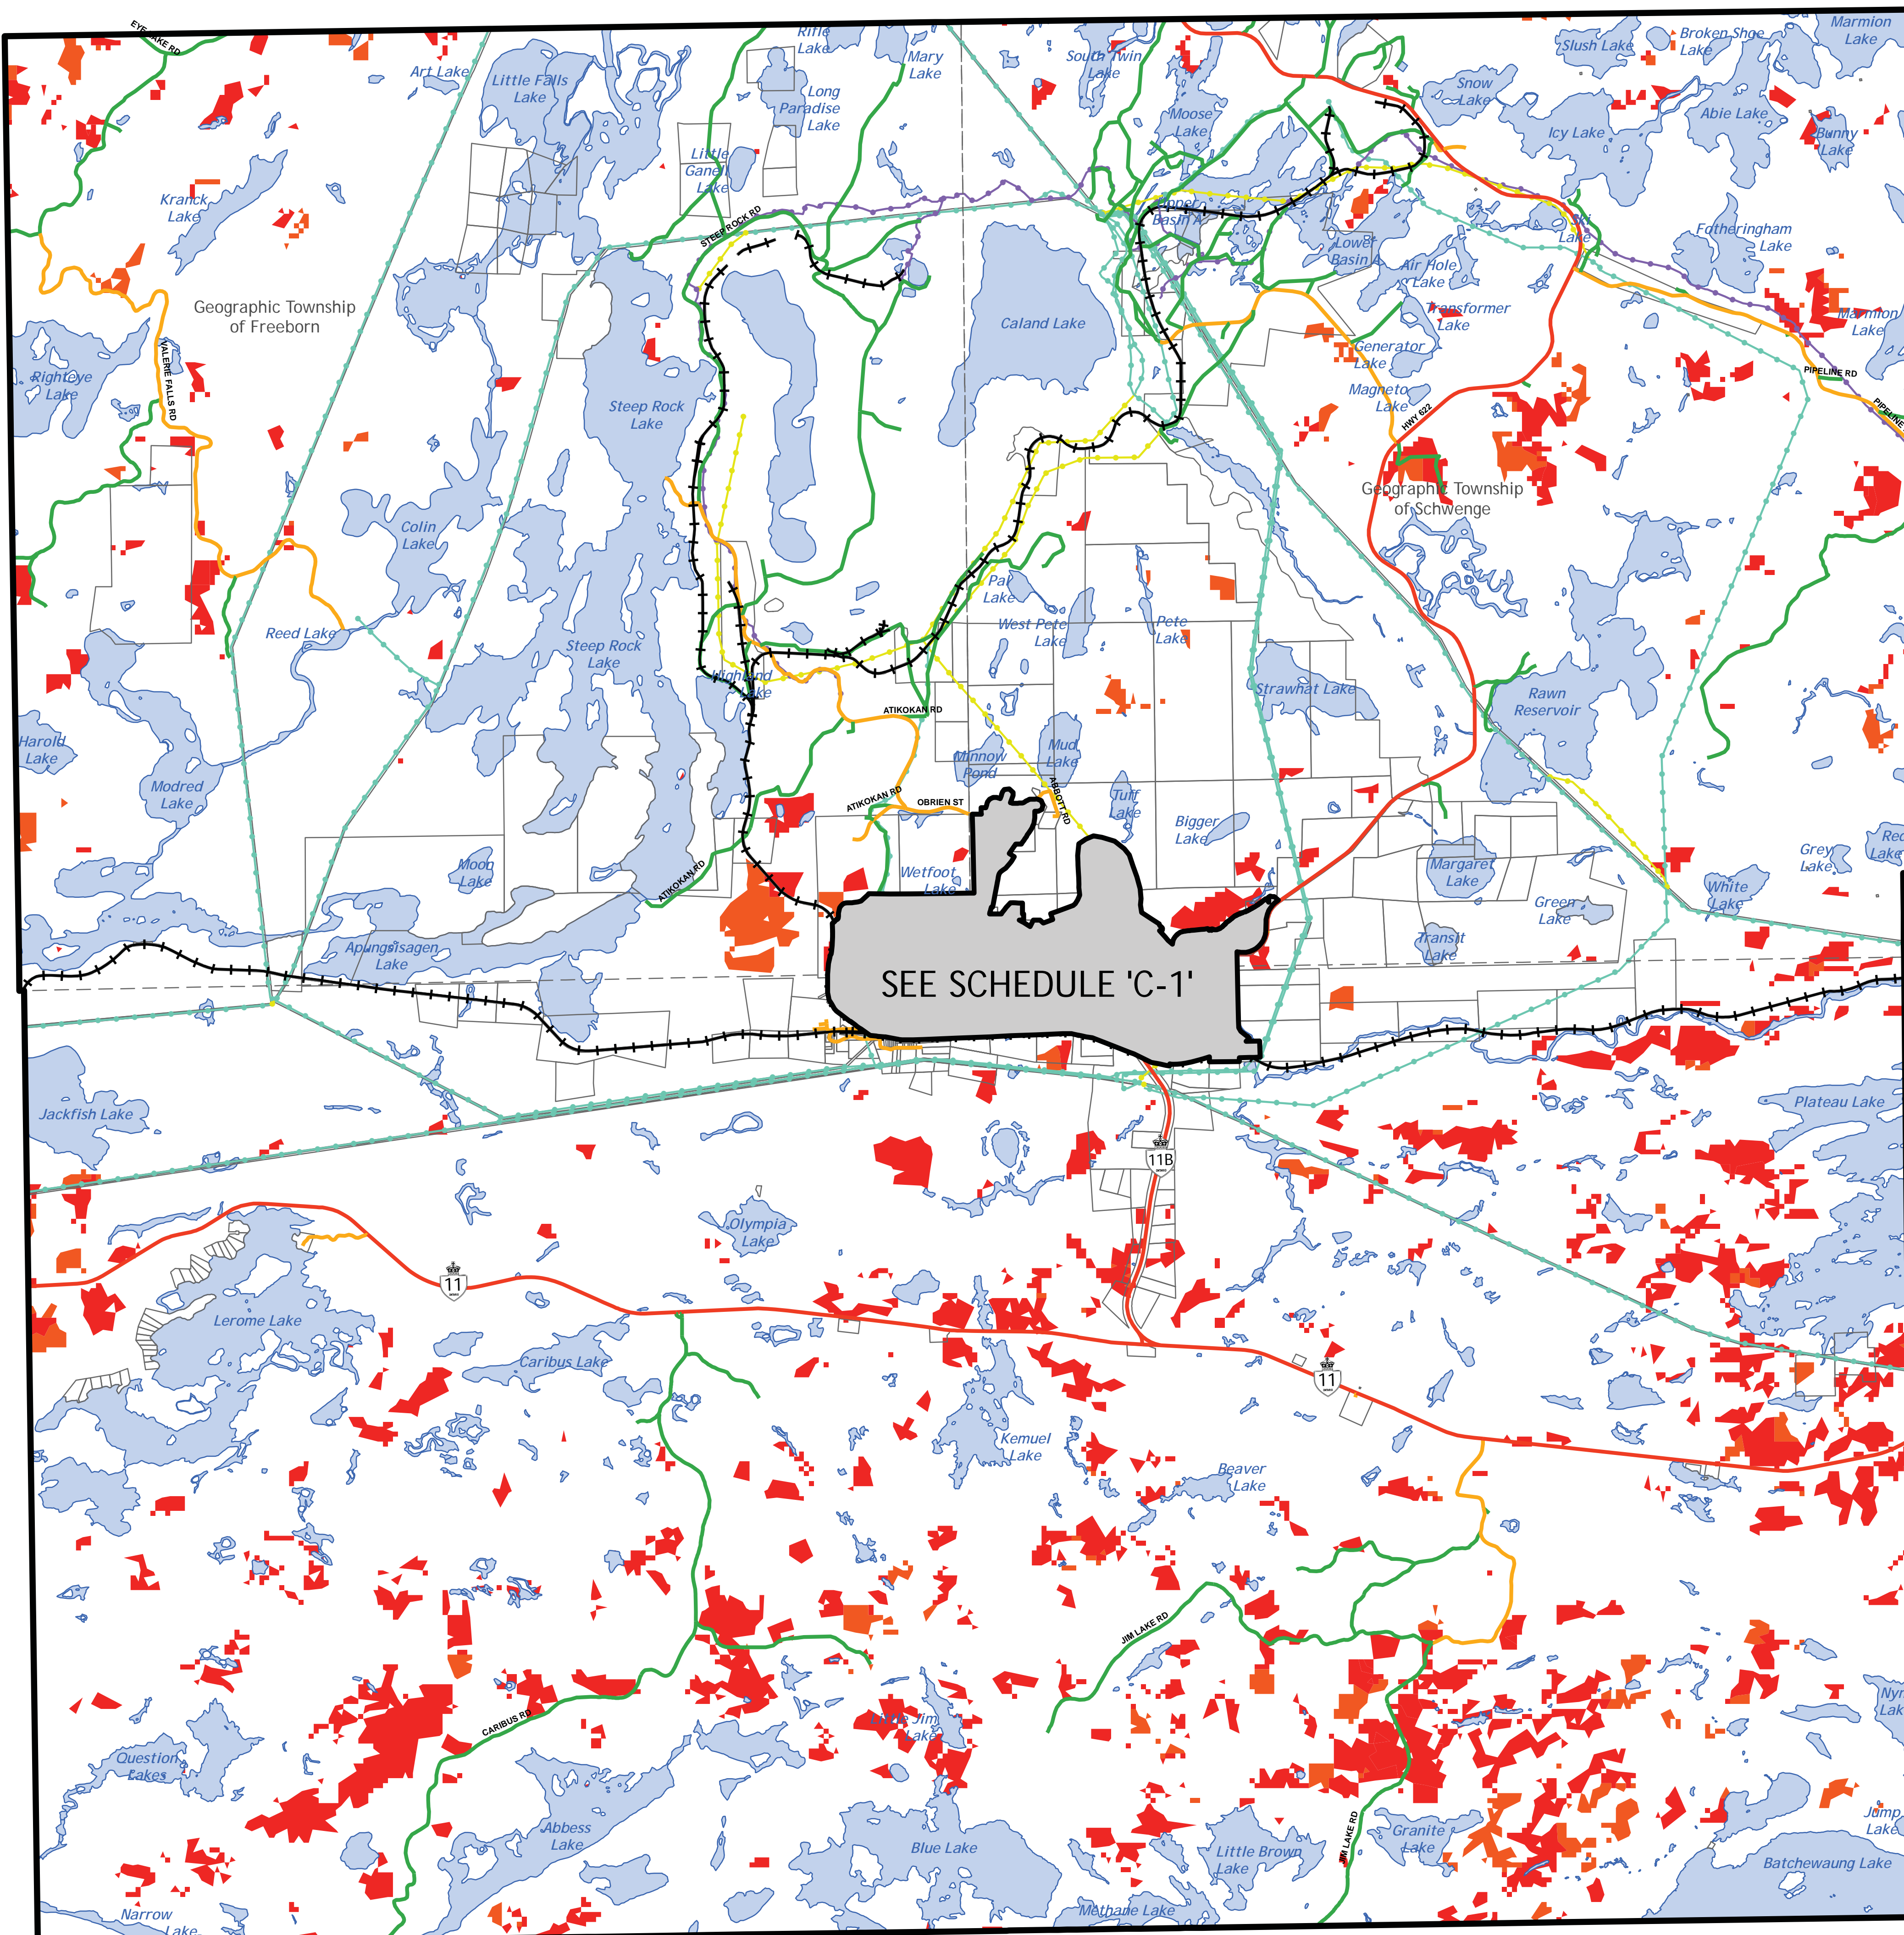 EYE LAKE RD
Art Lake
Little Falls
Lake
Rifle
Lake
Mary
Lake
Long
Paradise
Lake
South Twin
Lake
Slush Lake
Broken Shoe
Lake
Marmion
Lake
Snow
Lake
Moose
Lake
Icy Lake
Abie Lake
Bunny
Lake
Little
Lake
Kranck
Lake
STEEP ROCK RD
Upper
Basin A
Lower
Basin A
Ski
Lake
Fotheringham
Lake
Air Hole
Lake
Geographic Township
of Freeborn
Caland Lake
Transformer
Lake
Marmion
Lake
Generator
Lake
Magneto
Lake
PIPELINE RD
PIPELINE
VALERIE FALLS RD
Righteye
Lake
Steep Rock
Lake
HWY 622
Geographic Township
of Schwenge
Colin
Lake
Pal
Lake
West Pete
Lake
Pete
Lake
Reed Lake
Steep Rock
Lake
Highland
Lake
Strawhat Lake
Rawn
Reservoir
ATIKOKAN RD
Harold
Lake
Modred
Lake
Minnow
Pond
Mud
Lake
ABBOTT RD
ATIKOKAN RD
OBRIEN ST
Tuff
Lake
Bigger
Lake
Moon
Lake
ATIKOKAN RD
Wetfoot
Lake
Margaret
Lake
Grey
Lake
White
Lake
Green
Lake
Transit
Lake
Apungsisagen
Lake
SEE SCHEDULE 'C-1'
Jackfish Lake
Plateau Lake
11B
Olympia
Lake
11
Lerome Lake
Caribus Lake
11
Kemuel
Lake
Beaver
Lake
JIM LAKE RD
CARIBUS RD
Little Jim
Lake
Question
Lakes
Abbess
Lake
Blue Lake
Little Brown
Lake
JIM LAKE RD
Granite
Lake
Jump
Lake
Batchewaung Lake
Narrow
Lake
Methane Lake